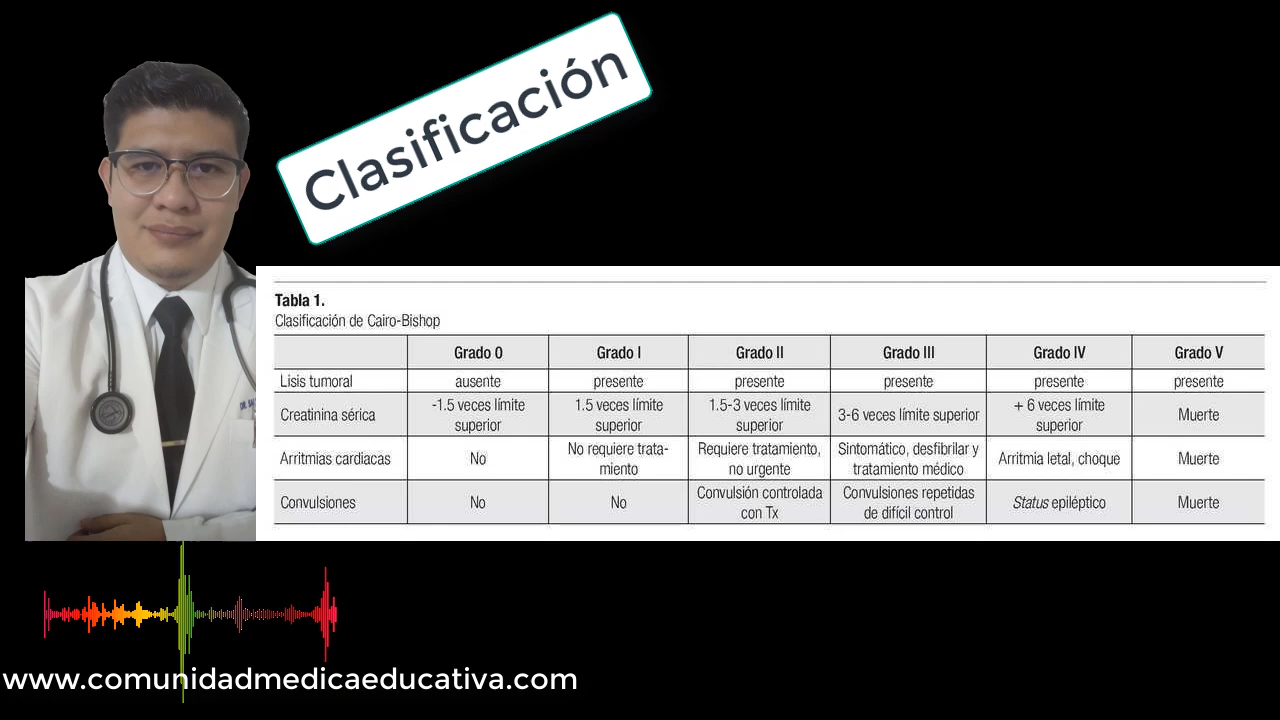 Clasificación
Tabla 1.
Clasificación de Cairo-Bishop
Grado 0 Grado I Grado II Grado III Grado IV Grado V
Lisis tumoral ausente presente presente presente presente presente
Creatinina sérica -1.5 veces límite superior 1.5 veces límite superior 1.5-3 veces límite superior 3-6 veces límite superior + 6 veces límite superior Muerte
Arritmias cardiacas No No requiere trata-miento Requiere tratamiento, no urgente Sintomático, desfibrilar y tratamiento médico Arritmia letal, choque Muerte
Convulsiones No No Convulsión controlada con Tx Convulsiones repetidas de difícil control Status epiléptico Muerte
www.comunidadmedicaeducativa.com